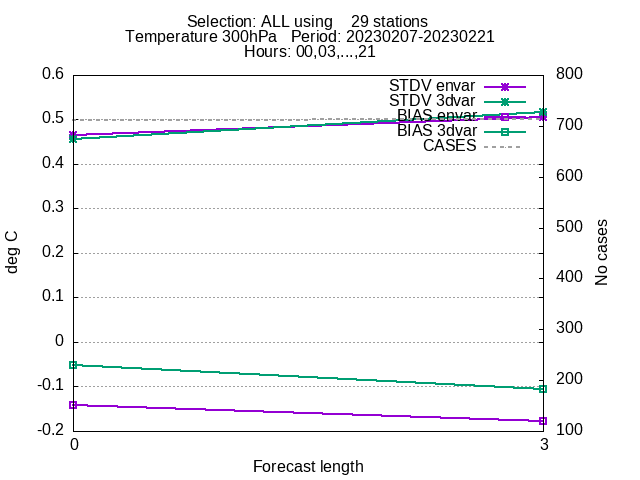 Selection: ALL using    29 stations
Temperature 300hPa   Period: 20230207-20230221
Hours: 00,03,...,21
0.6
0.5
0.4
0.3
0.2
0.1
0
-0.1
-0.2
deg C
800
700
600
500
400
300
200
100
No cases
STDV envar
STDV 3dvar
BIAS envar
BIAS 3dvar
CASES
0
3
Forecast length